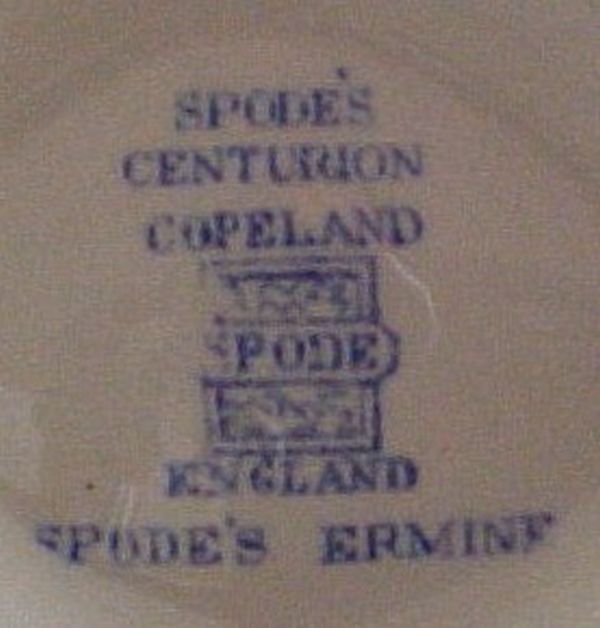 SPODE'S
CENTURION
COPELAND
SPODE
ENGLAND
SPODE'S ERMINE